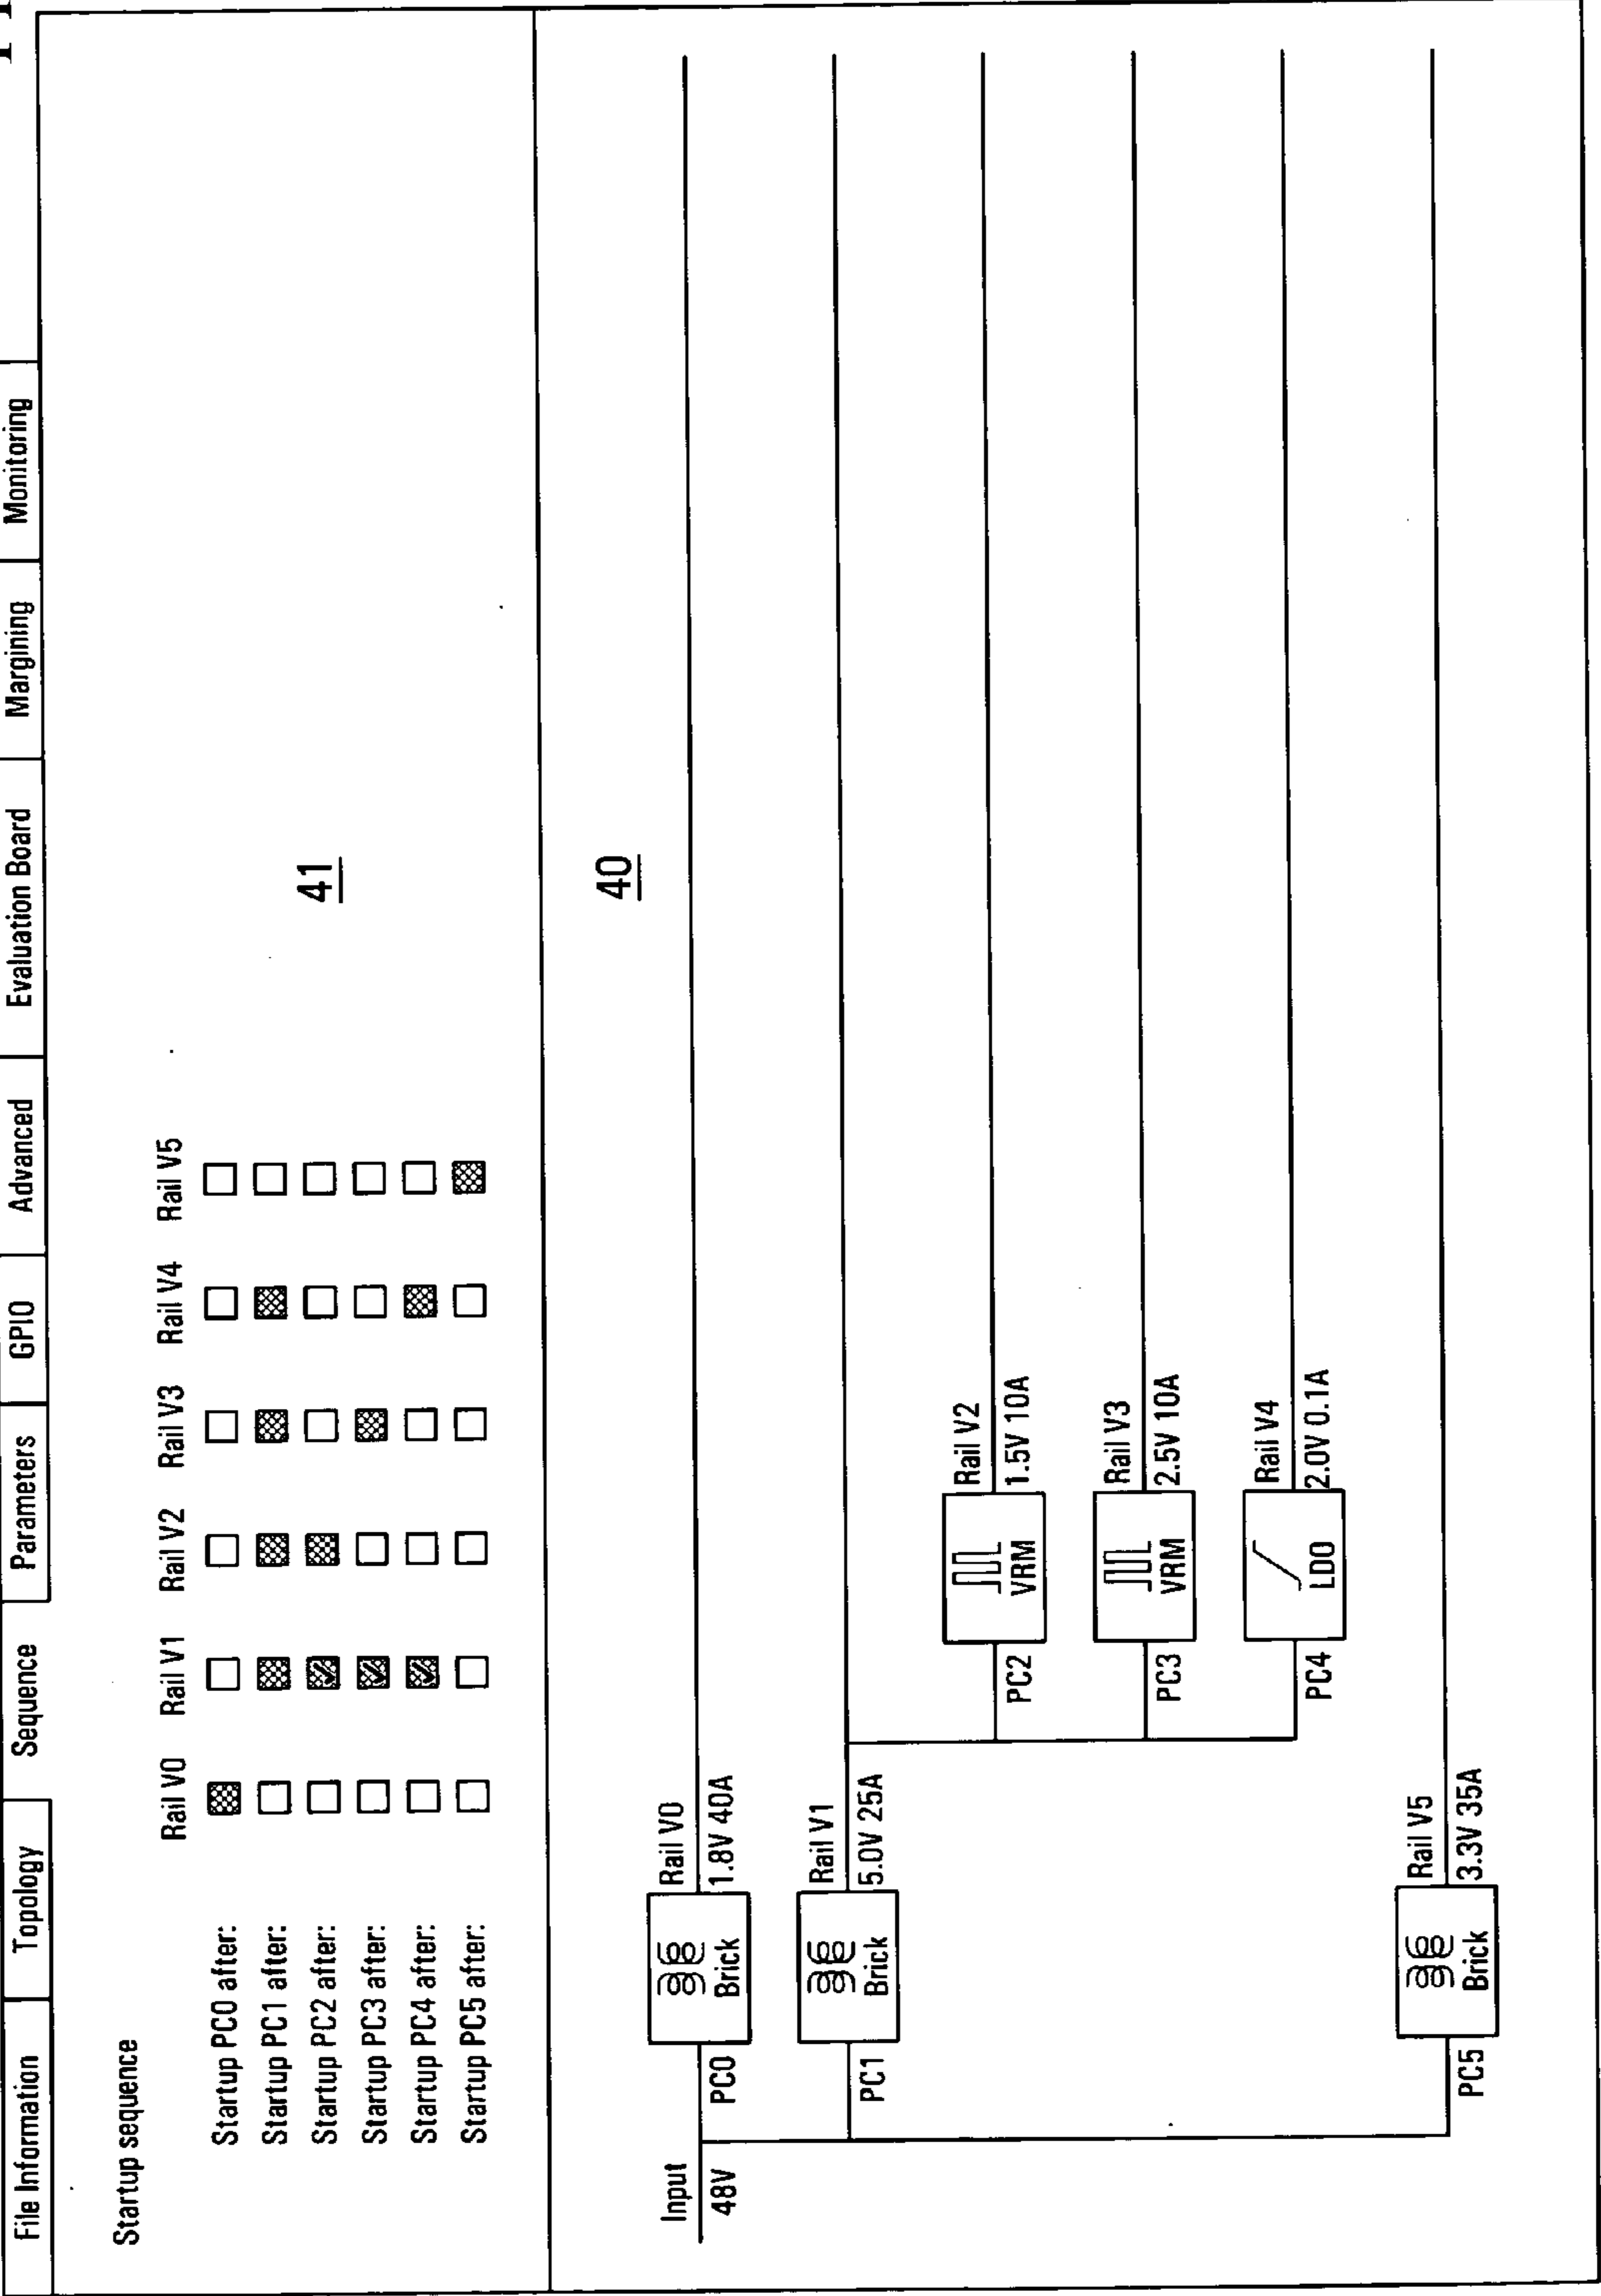 File Information Topology Sequence Parameters GPIO Advanced Evaluation Board Margining Monitoring
Startup sequence
Rail V0 Rail V1 Rail V2 Rail V3 Rail V4 Rail V5
Startup PC0 after:
Startup PC1 after:
Startup PC2 after:
Startup PC3 after:
Startup PC4 after:
Startup PC5 after:
41
40
Input
48V
PC0
Brick
Rail V0
1.8V 40A
PC1
Brick
Rail V1
5.0V 25A
PC2
VRM
Rail V2
1.5V 10A
PC3
VRM
Rail V3
2.5V 10A
PC4
LDO
Rail V4
2.0V 0.1A
PC5
Brick
Rail V5
3.3V 35A